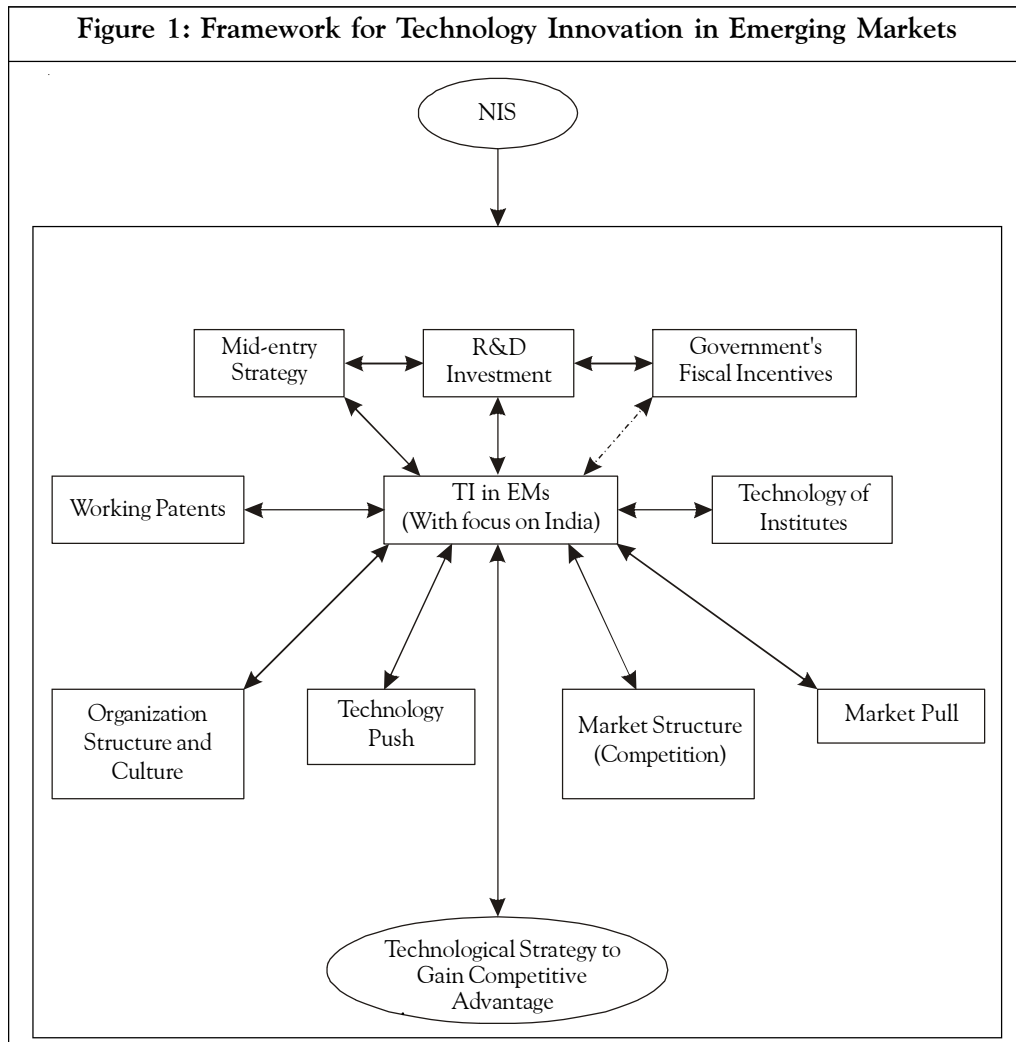 Figure 1: Framework for Technology Innovation in Emerging Markets
NIS
Mid-entry
Strategy
R&D
Investment
Government's
Fiscal Incentives
Working Patents
TI in EMs
(With focus on India)
Technology of
Institutes
Organization
Structure and
Culture
Technology
Push
Market Structure
(Competition)
Market Pull
Technological Strategy to
Gain Competitive
Advantage